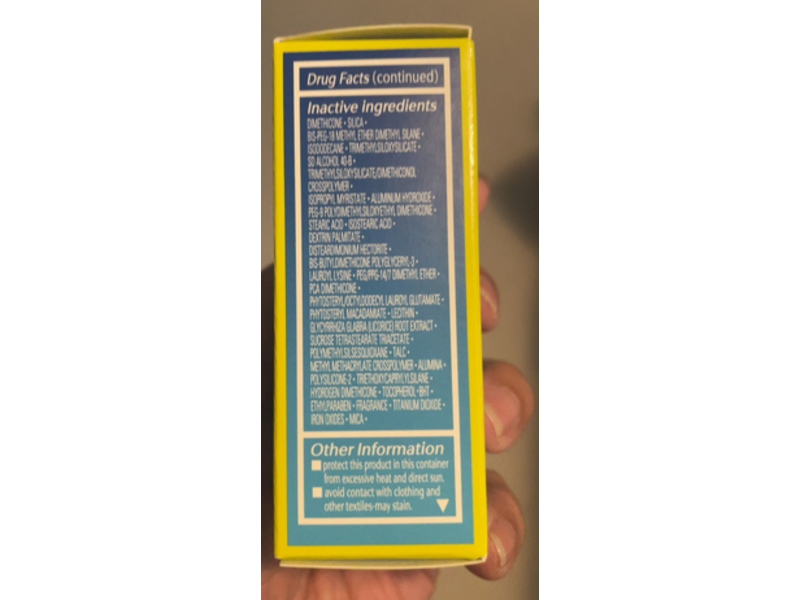 Drug Facts (continued)
Inactive ingredients
DIMETHICONE • SILICA •
BIS-PEG-18 METHYL ETHER DIMETHYL SILANE •
ISODODECANE • TRIMETHYLSILOXYSILICATE •
SD ALCOHOL 40-B •
TRIMETHYLSILOXYSILICATE/DIMETHICONOL
CROSSPOLYMER •
ISOPROPYL MYRISTATE • ALUMINUM HYDROXIDE •
PEG-9 POLYDIMETHYLSILOXYETHYL DIMETHICONE •
STEARIC ACID • ISOSTEARIC ACID •
DEXTRIN PALMITATE •
DISTEARDIMONIUM HECTORITE •
BIS-BUTYLDIMETHICONE POLYGLYCERYL-3 •
LAUROYL LYSINE • PEG/PPG-14/7 DIMETHYL ETHER •
PCA DIMETHICONE •
PHYTOSTERYL/OCTYLDODECYL LAUROYL GLUTAMATE •
PHYTOSTERYL MACADAMIATE • LECITHIN •
GLYCYRRHIZA GLABRA (LICORICE) ROOT EXTRACT •
SUCROSE TETRASTEARATE TRIACETATE •
POLYMETHYLSILSESQUIOXANE • TALC •
METHYL METHACRYLATE CROSSPOLYMER • ALUMINA •
POLYSILICONE-2 • TRIETHOXYCAPRYLYLSILANE •
HYDROGEN DIMETHICONE • TOCOPHEROL • BHT •
ETHYLPARABEN • FRAGRANCE • TITANIUM DIOXIDE •
IRON OXIDES • MICA •
Other Information
■ protect this product in this container
from excessive heat and direct sun.
■ avoid contact with clothing and
other textiles-may stain.